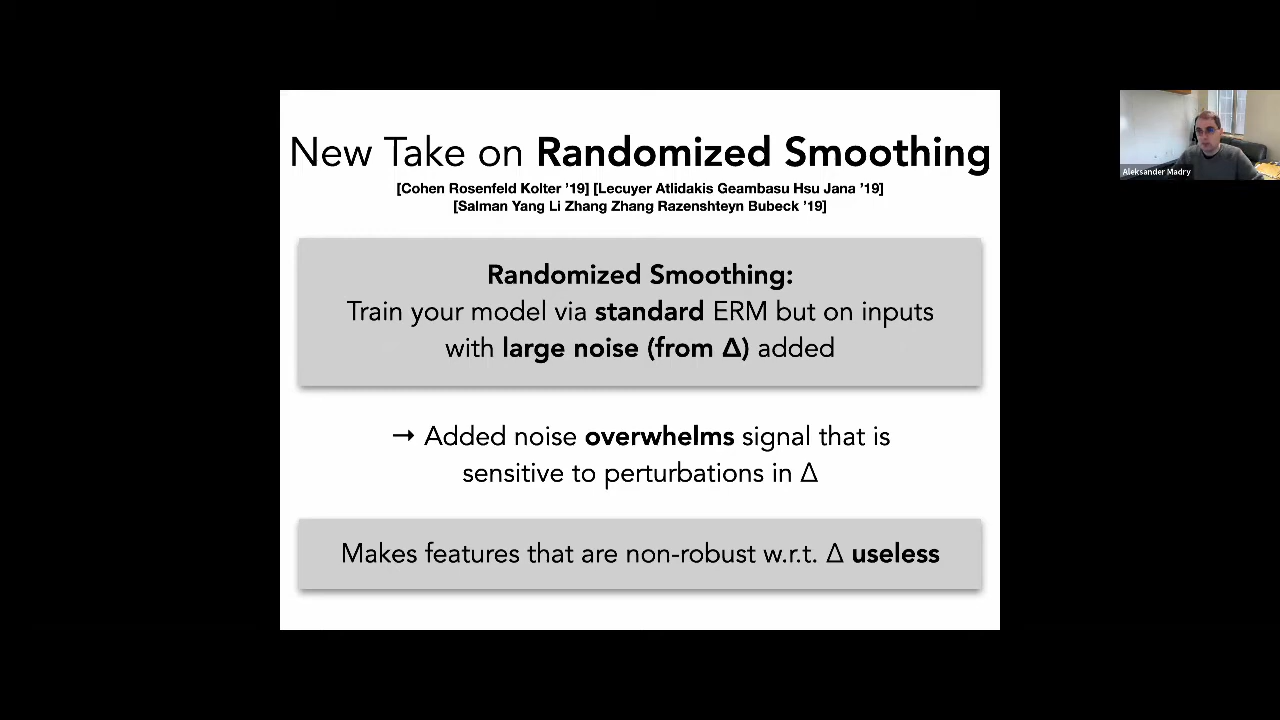 New Take on Randomized Smoothing
[Cohen Rosenfeld Kolter ’19] [Lecuyer Atlidakis Geambasu Hsu Jana ’19]
[Salman Yang Li Zhang Zhang Razenshteyn Bubeck ’19]
Randomized Smoothing:
Train your model via standard ERM but on inputs
with large noise (from Δ) added
→ Added noise overwhelms signal that is
sensitive to perturbations in Δ
Makes features that are non-robust w.r.t. Δ useless
Aleksander Madry